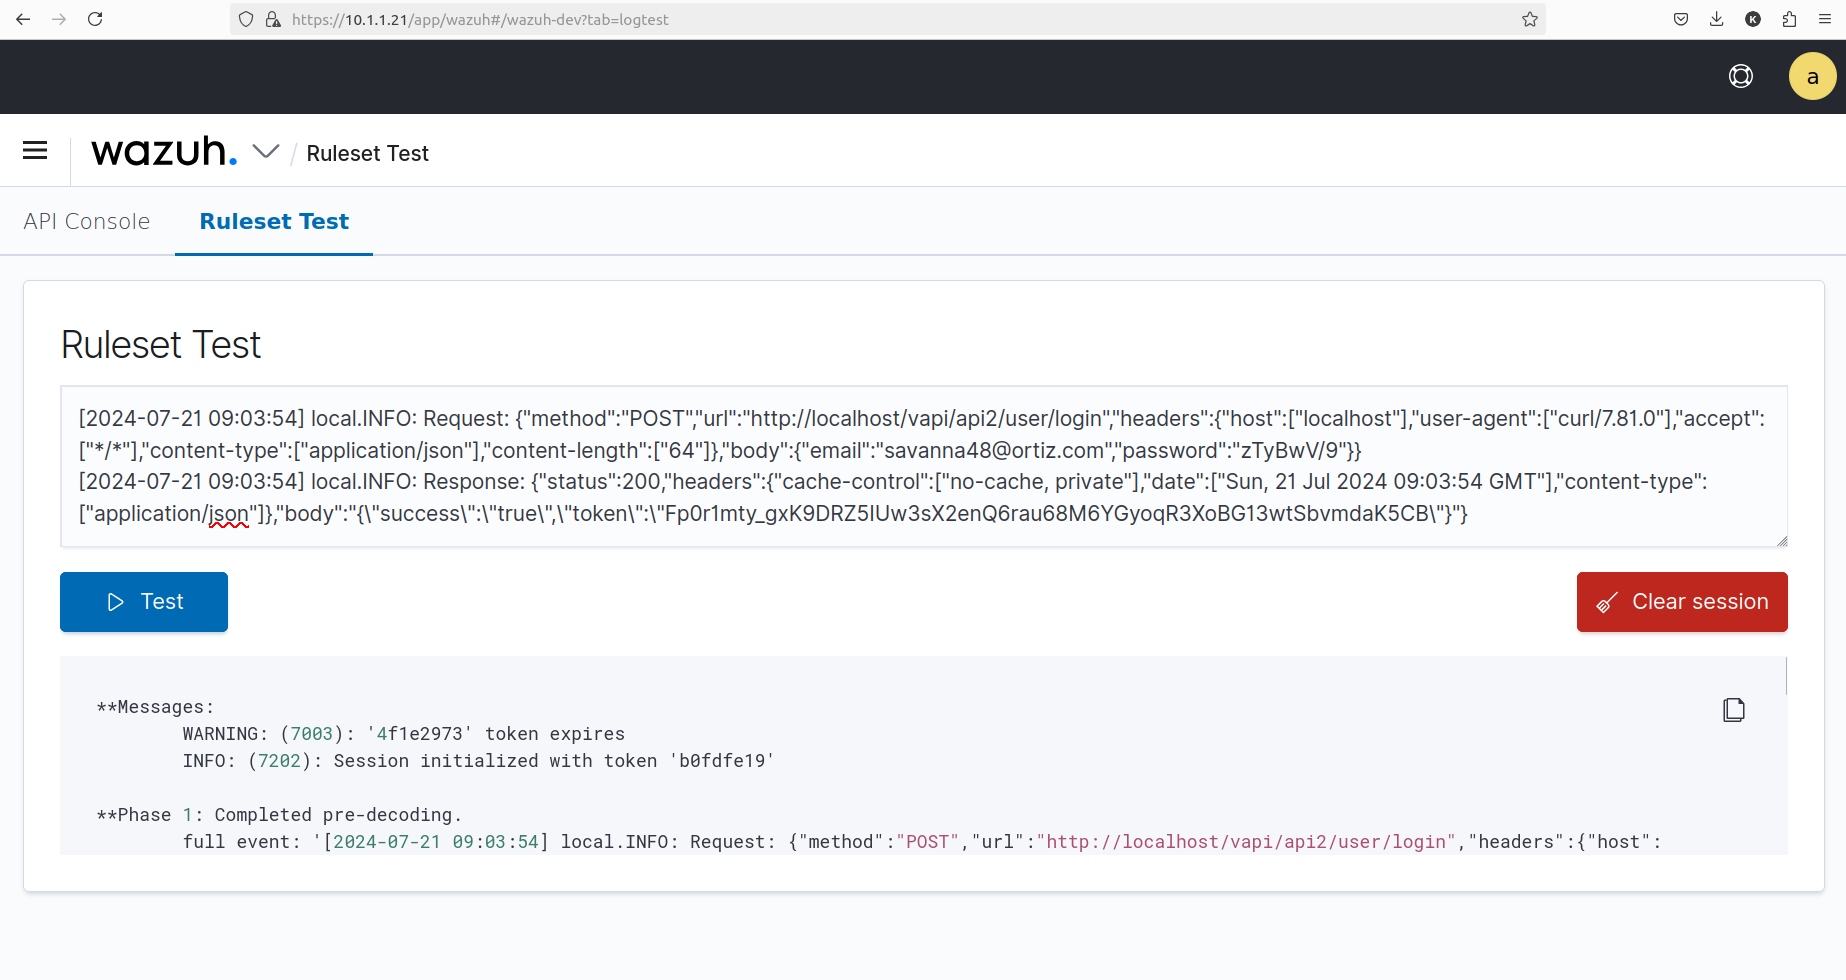 https://10.1.1.21/app/wazuh#/wazuh-dev?tab=logtest
K
a
wazuh. / Ruleset Test
API Console Ruleset Test
Ruleset Test
[2024-07-21 09:03:54] local.INFO: Request: {"method":"POST","url":"http://localhost/vapi/api2/user/login","headers":{"host":["localhost"],"user-agent":["curl/7.81.0"],"accept":
["*/*"],"content-type":["application/json"],"content-length":["64"]},"body":{"email":"savanna48@ortiz.com","password":"zTyBwV/9"}}
[2024-07-21 09:03:54] local.INFO: Response: {"status":200,"headers":{"cache-control":["no-cache, private"],"date":["Sun, 21 Jul 2024 09:03:54 GMT"],"content-type":
["application/json"]},"body":"{\"success\":\"true\",\"token\":\"Fp0r1mty_gxK9DRZ5IUw3sX2enQ6rau68M6YGyoqR3XoBG13wtSbvmdaK5CB\"}"}
Test
Clear session
**Messages:
WARNING: (7003): '4f1e2973' token expires
INFO: (7202): Session initialized with token 'b0fdfe19'
**Phase 1: Completed pre-decoding.
full event: '[2024-07-21 09:03:54] local.INFO: Request: {"method":"POST","url":"http://localhost/vapi/api2/user/login","headers":{"host":